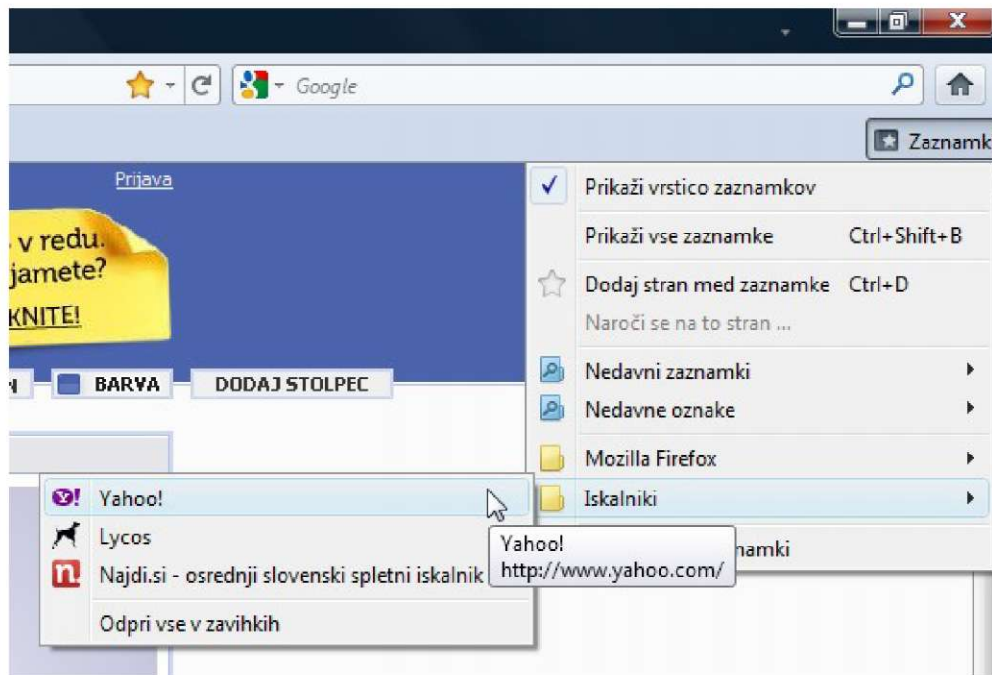 Google
Zaznamk
Prijava
v redu.
jamete?
KNITE!
BARVA
DODAJ STOLPEC
Prikaži vrstico zaznamkov
Prikaži vse zaznamke Ctrl+Shift+B
Dodaj stran med zaznamke Ctrl+D
Naroči se na to stran ...
Nedavni zaznamki
Nedavne oznake
Mozilla Firefox
Iskalniki
namki
Yahoo!
Lycos
Najdi.si - osrednji slovenski spletni iskalnik
Odpri vse v zavihkih
Yahoo!
http://www.yahoo.com/